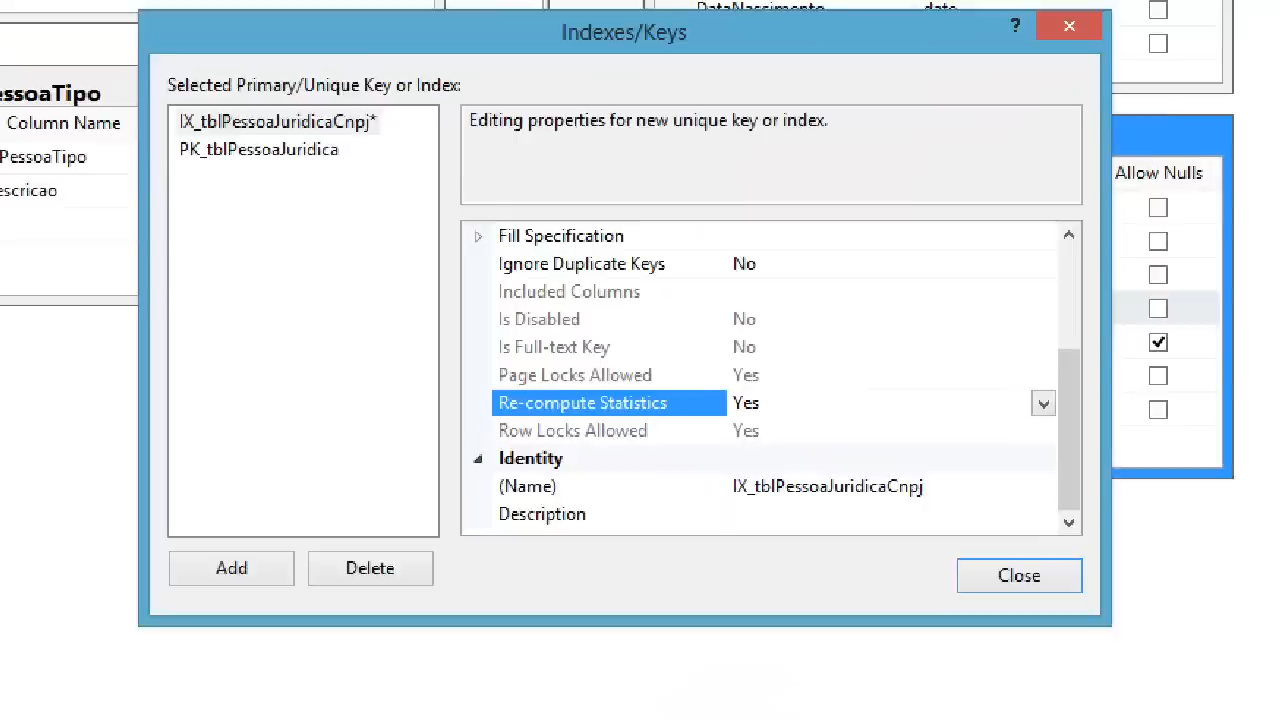 DataNascimento date
Indexes/Keys ?
Selected Primary/Unique Key or Index:
IX_tblPessoaJuridicaCnpj*
PK_tblPessoaJuridica
Editing properties for new unique key or index.
Fill Specification
Ignore Duplicate Keys No
Included Columns
Is Disabled No
Is Full-text Key No
Page Locks Allowed Yes
Re-compute Statistics Yes
Row Locks Allowed Yes
Identity
(Name) IX_tblPessoaJuridicaCnpj
Description
Add Delete
Close
essoaTipo
Column Name
PessoaTipo
escricao
Allow Nulls